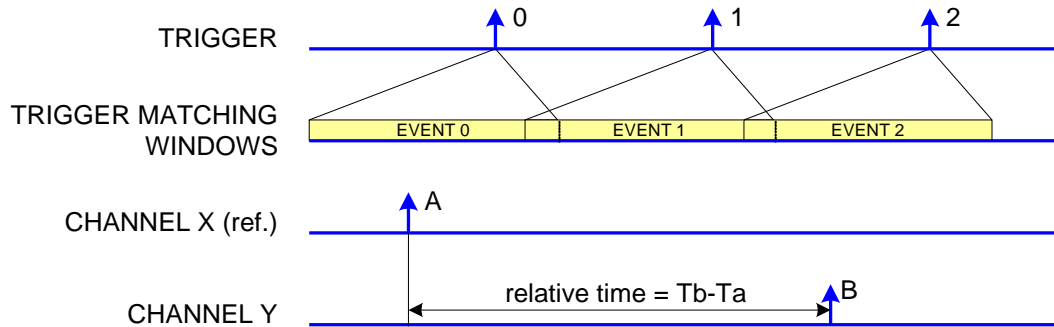 0 1 2
TRIGGER
TRIGGER MATCHING
WINDOWS
EVENT 0 EVENT 1 EVENT 2
A
CHANNEL X (ref.)
relative time = Tb-Ta
B
CHANNEL Y